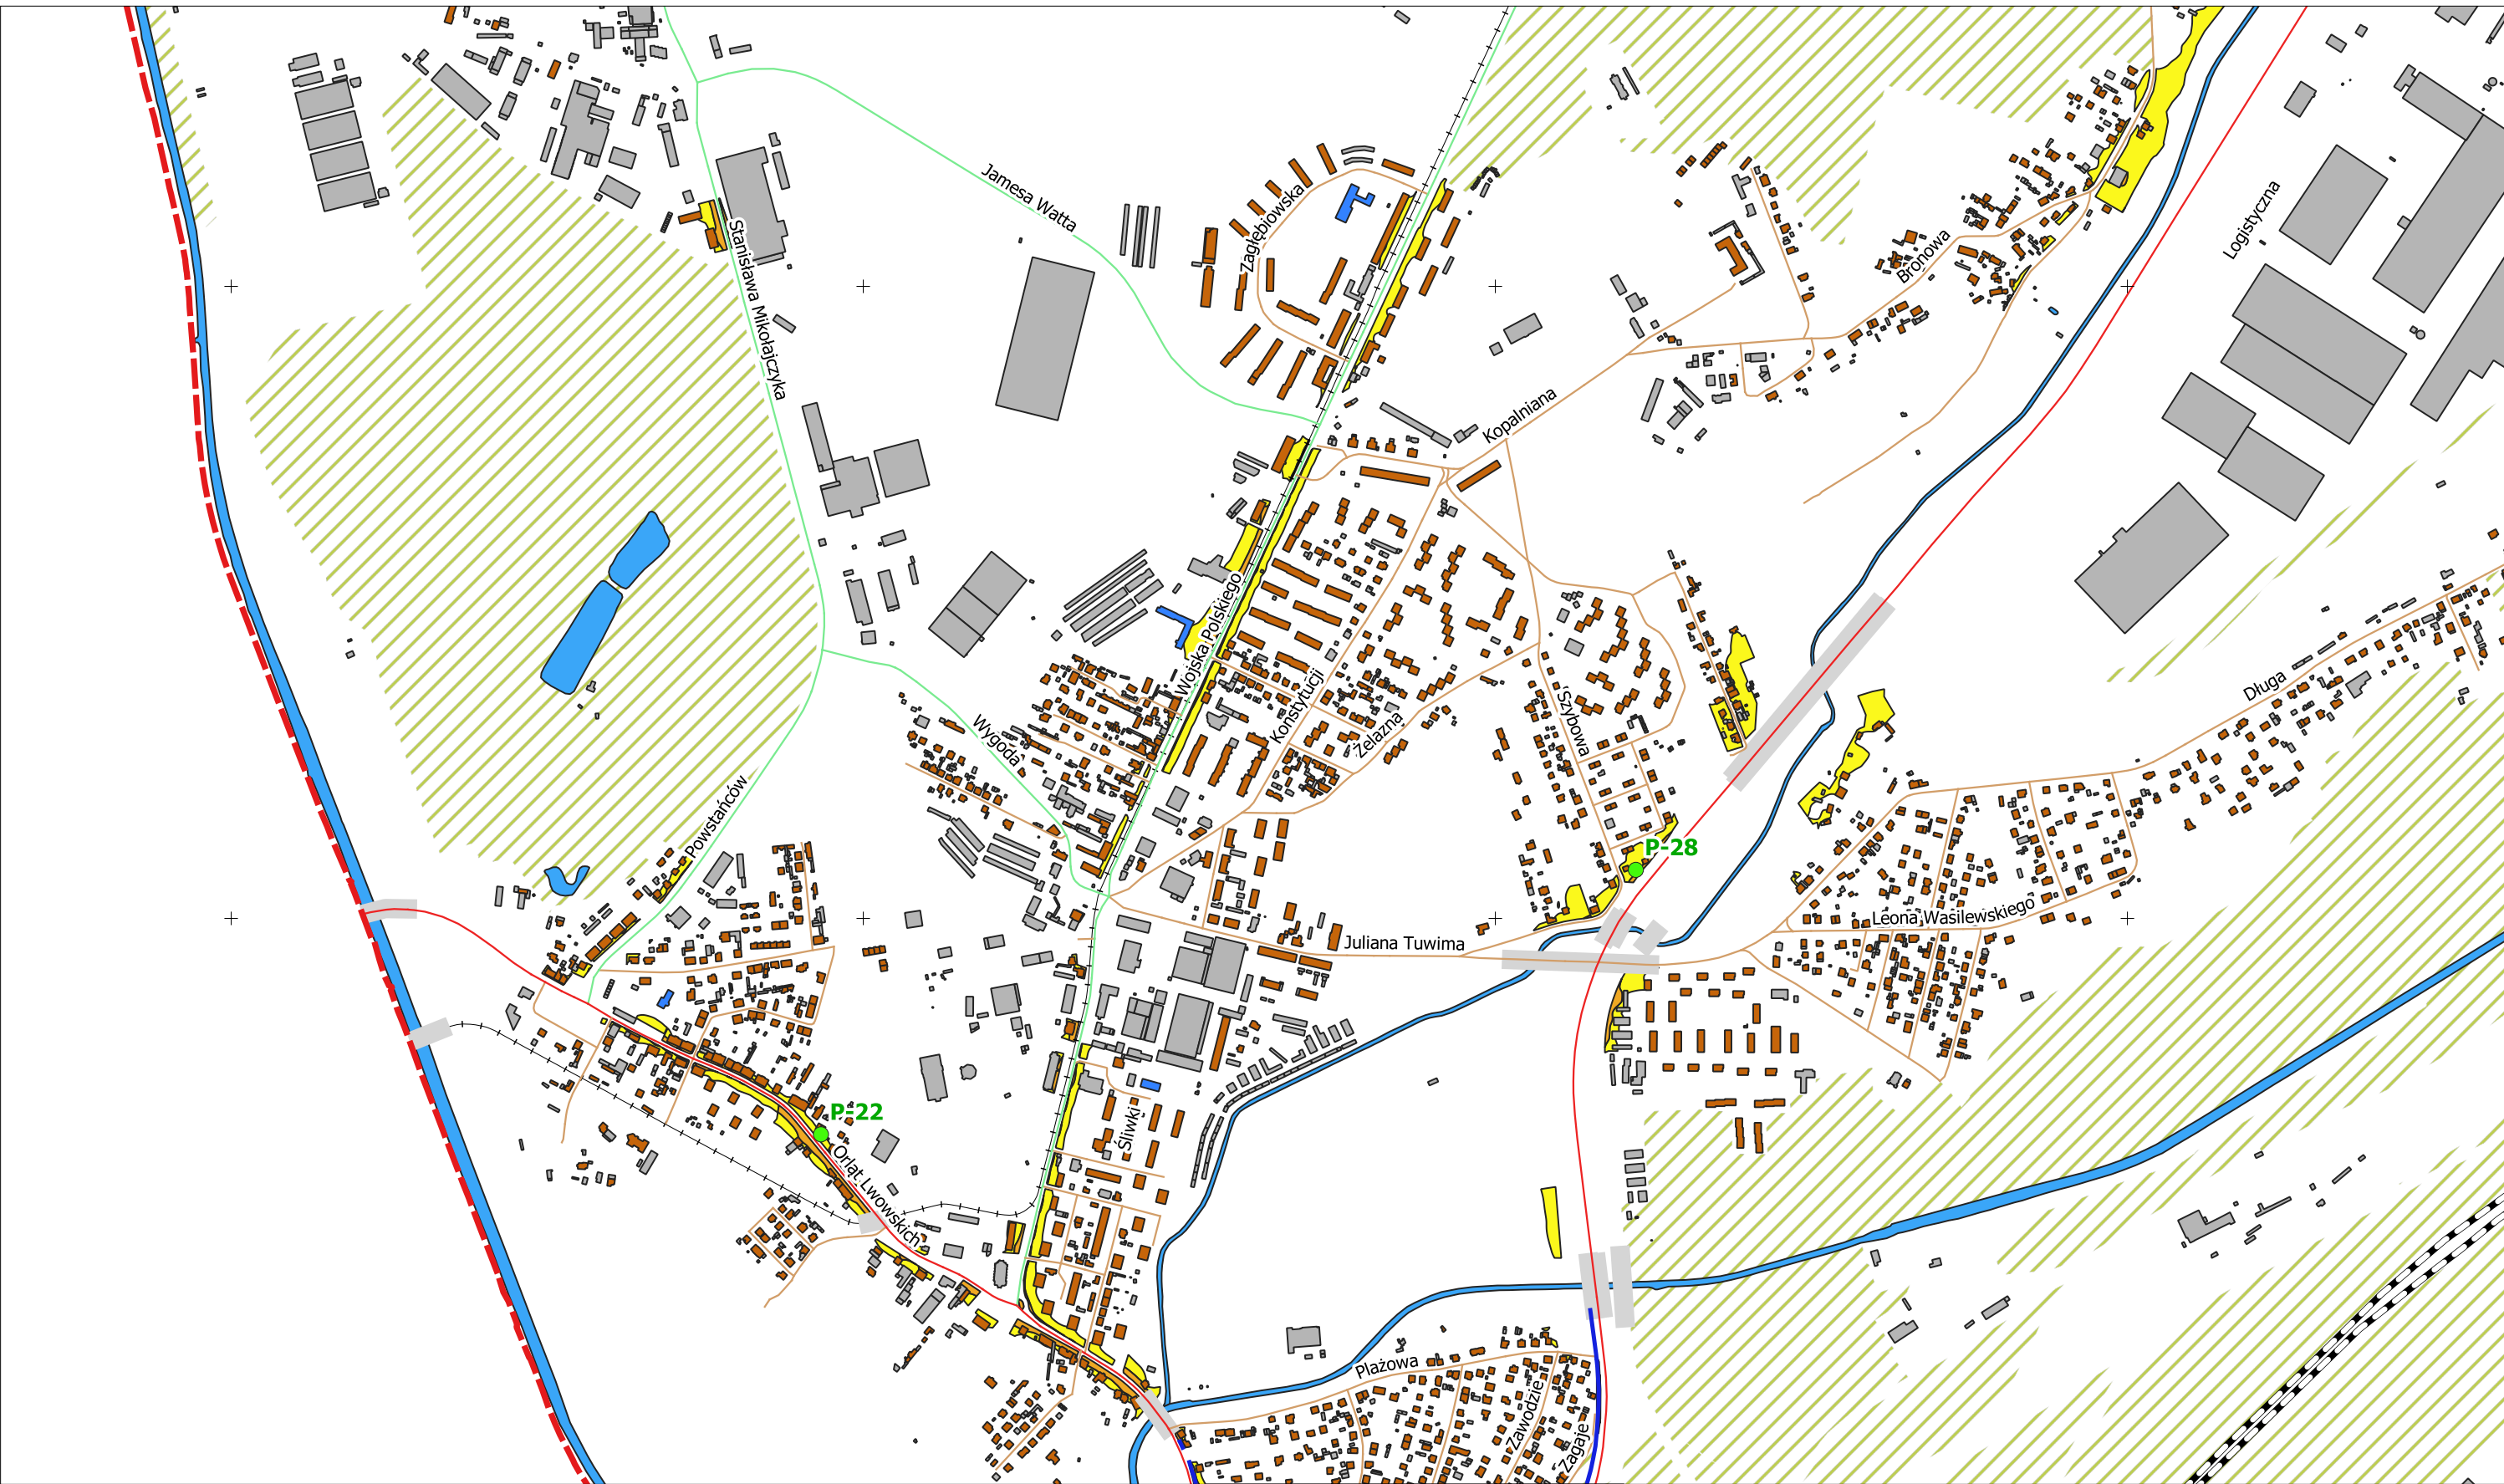 Jamesa Watta
Zagłębiowska
Stanisława Mikołajczyka
Logistyczna
Bronowa
Kopalniana
Wojska Polskiego
Konstytucji
Żelazna
Szybowa
Długa
Wygoda
Powstańców
P-28
Leona Wasilewskiego
Juliana Tuwima
P-22
Śliwki
Orląt Lwowskich
Plażowa
Zawodzie
Zagaje